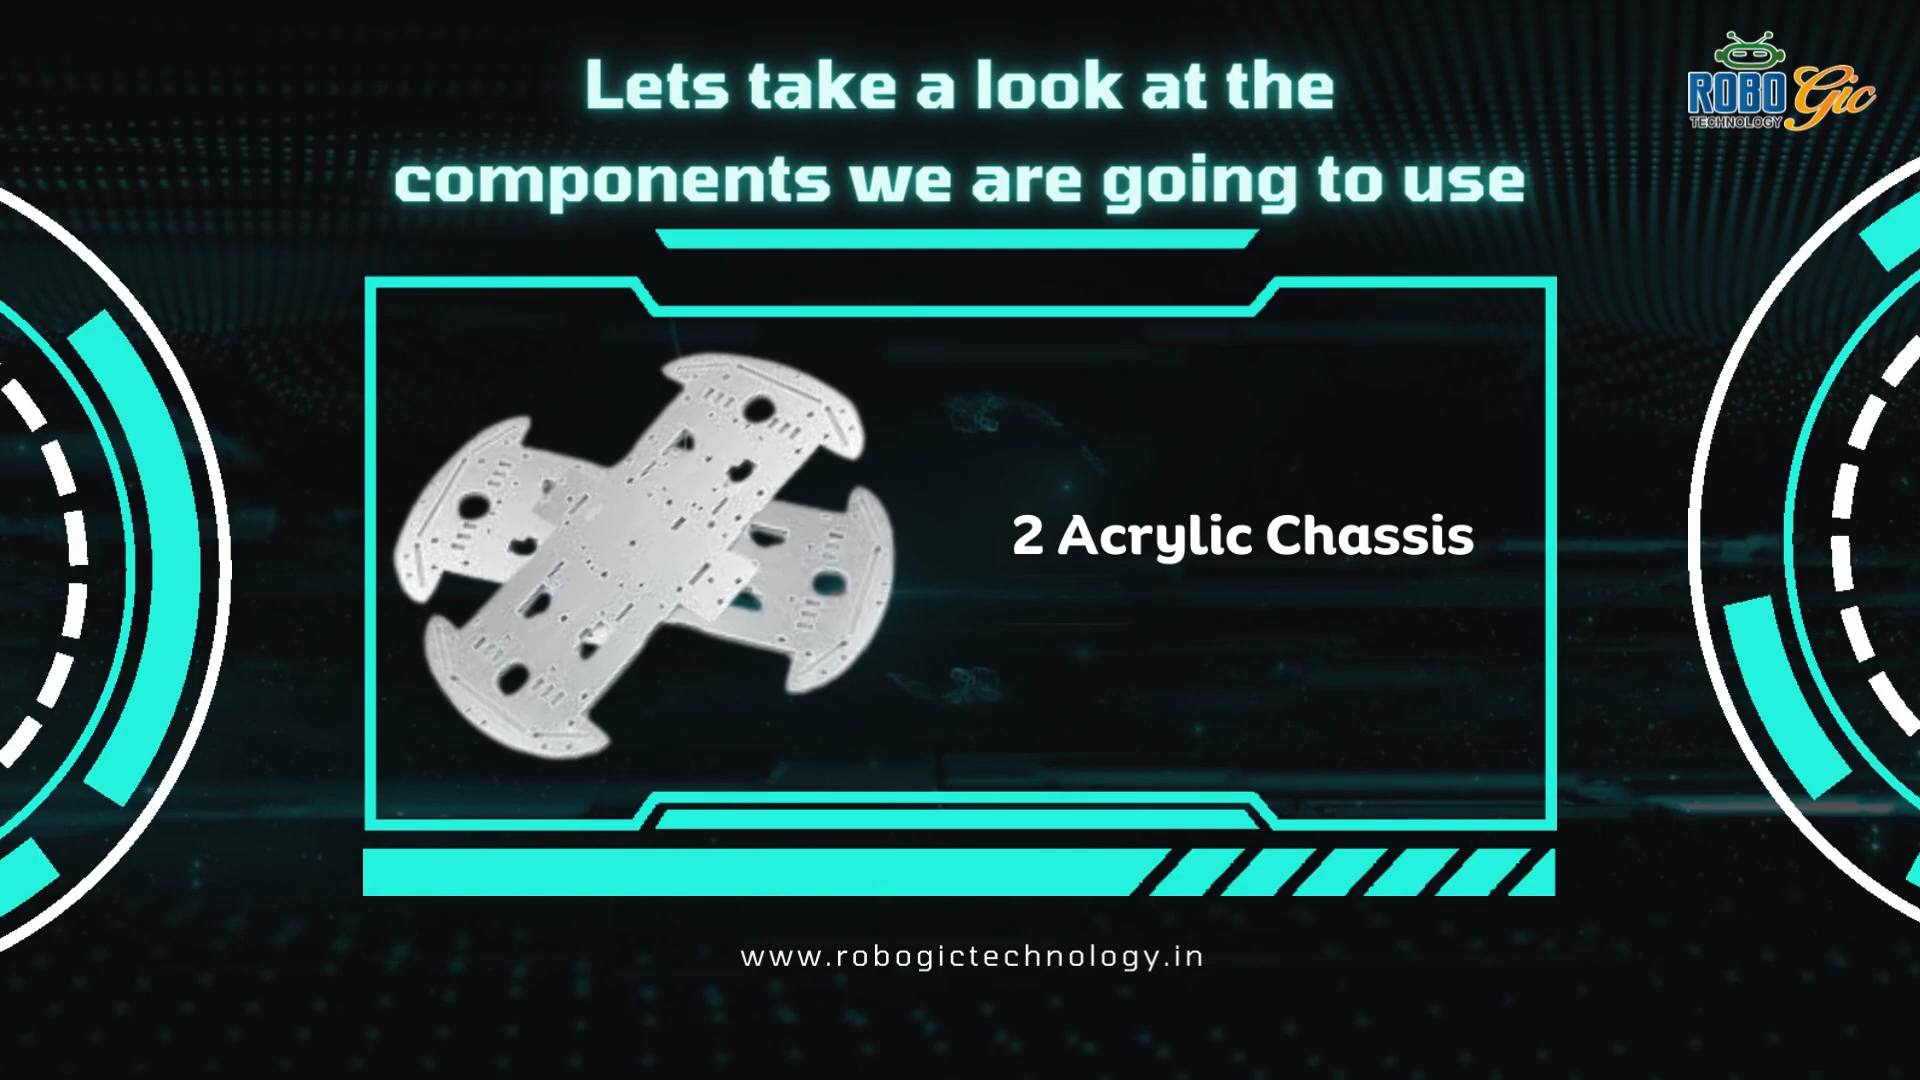 Lets take a look at the
components we are going to use
ROBO Gic
TECHNOLOGY
2 Acrylic Chassis
www.robogictechnology.in